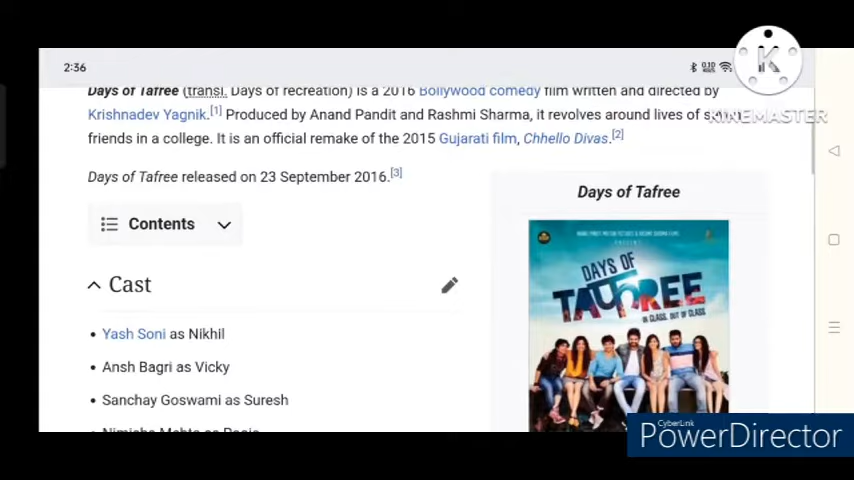 2:36
KINEMASTER
Days of Tafree (transl. Days of recreation) is a 2016 Bollywood comedy film written and directed by
Krishnadev Yagnik.[1] Produced by Anand Pandit and Rashmi Sharma, it revolves around lives of
friends in a college. It is an official remake of the 2015 Gujarati film, Chhello Divas.[2]
Days of Tafree released on 23 September 2016.[3]
Contents
Cast
• Yash Soni as Nikhil
• Ansh Bagri as Vicky
• Sanchay Goswami as Suresh
Days of Tafree
PRESENT
DAYS OF
TAFREE
IN CLASS. OUT OF CLASS.
CyberLink
PowerDirector